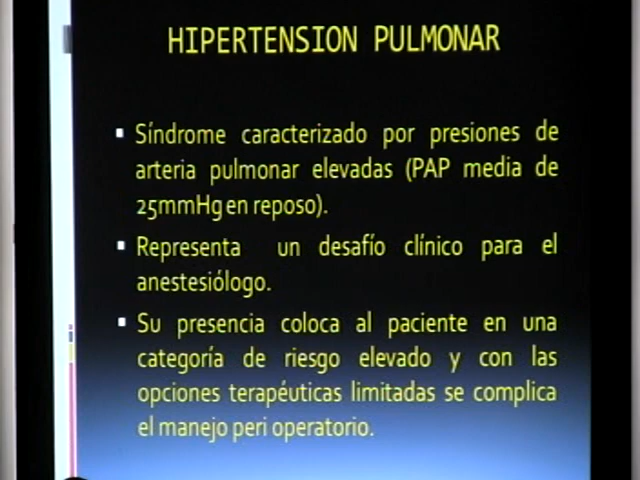 HIPERTENSION PULMONAR
▪ Síndrome caracterizado por presiones de
arteria pulmonar elevadas (PAP media de
25mmHg en reposo).
▪ Representa un desafío clínico para el
anestesiólogo.
▪ Su presencia coloca al paciente en una
categoría de riesgo elevado y con las
opciones terapéuticas limitadas se complica
el manejo peri operatorio.